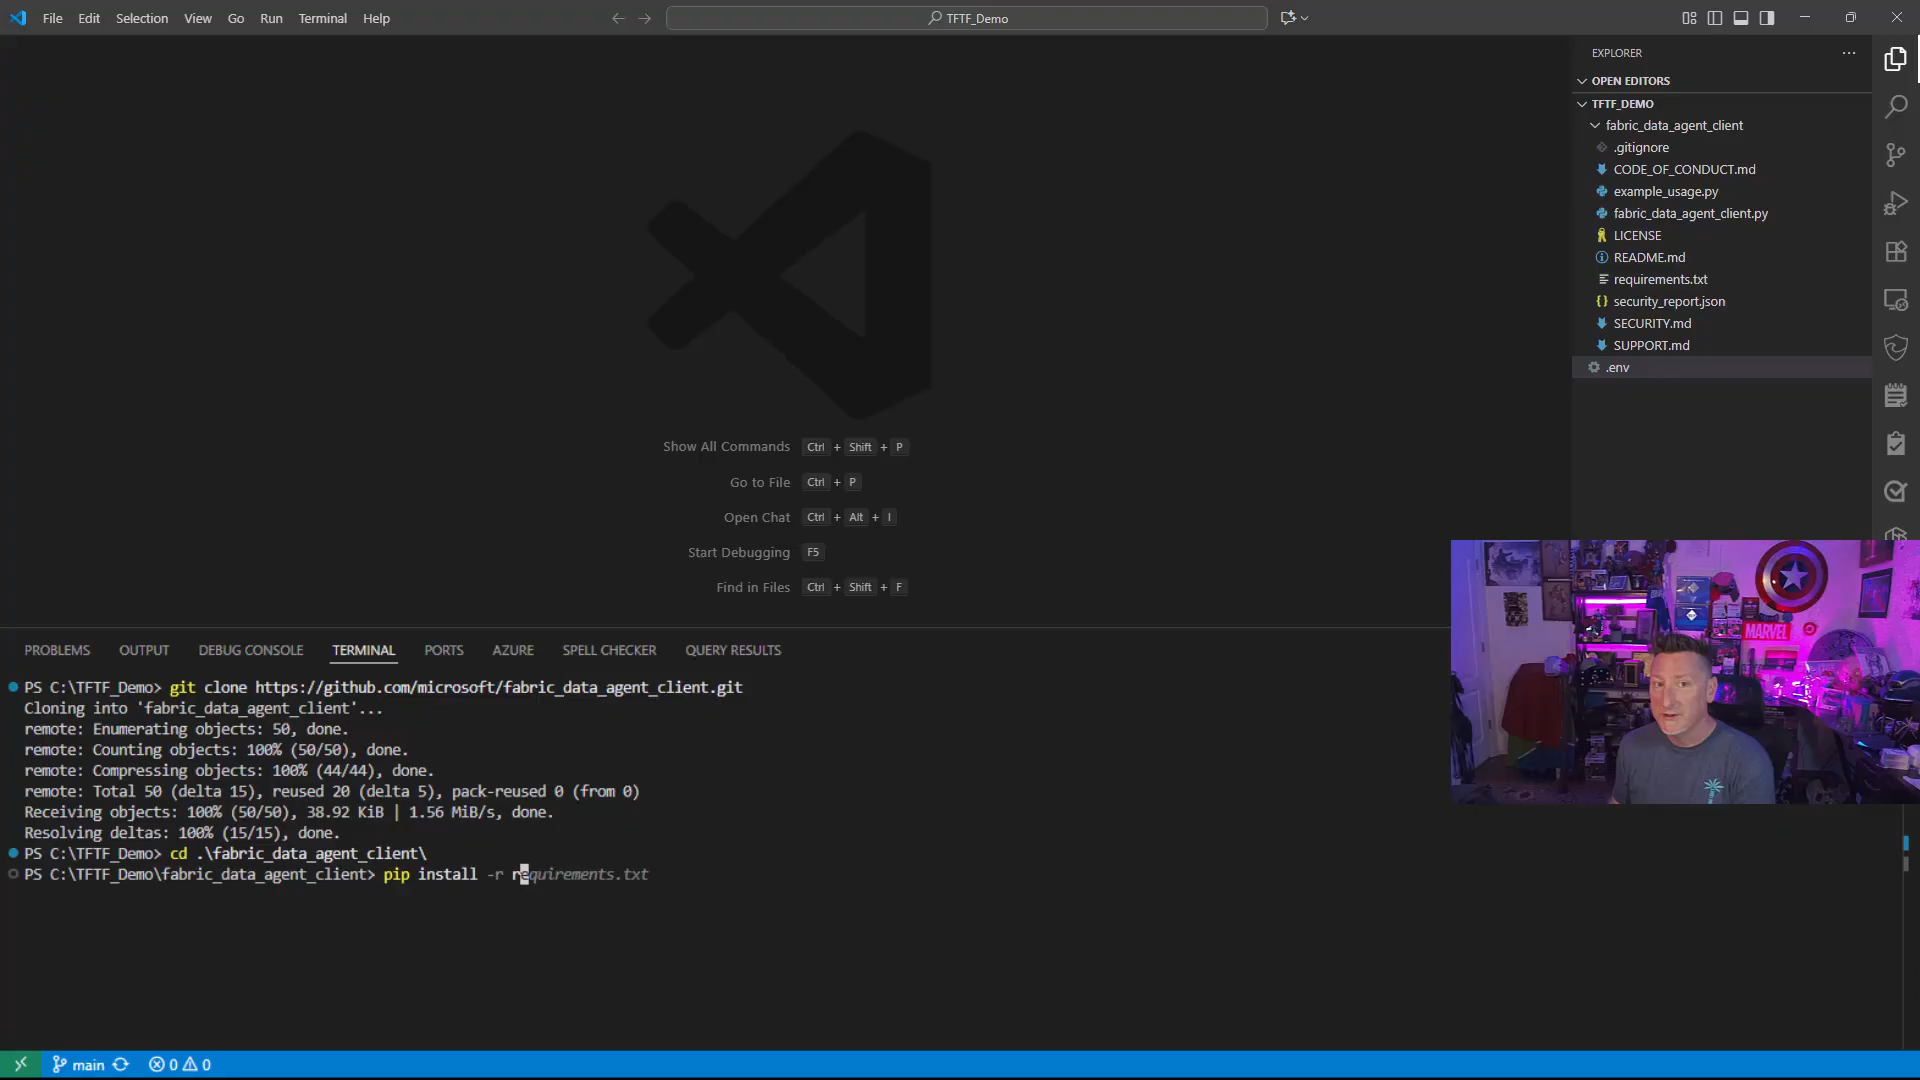 File Edit Selection View Go Run Terminal Help
TFTF_Demo
EXPLORER
OPEN EDITORS
TFTF_DEMO
fabric_data_agent_client
.gitignore
CODE_OF_CONDUCT.md
example_usage.py
fabric_data_agent_client.py
LICENSE
README.md
requirements.txt
security_report.json
SECURITY.md
SUPPORT.md
.env
Show All Commands Ctrl + Shift + P
Go to File Ctrl + P
Open Chat Ctrl + Alt + I
Start Debugging F5
Find in Files Ctrl + Shift + F
MARVEL
PROBLEMS OUTPUT DEBUG CONSOLE TERMINAL PORTS AZURE SPELL CHECKER QUERY RESULTS
PS C:\TFTF_Demo> git clone https://github.com/microsoft/fabric_data_agent_client.git
Cloning into 'fabric_data_agent_client'...
remote: Enumerating objects: 50, done.
remote: Counting objects: 100% (50/50), done.
remote: Compressing objects: 100% (44/44), done.
remote: Total 50 (delta 15), reused 20 (delta 5), pack-reused 0 (from 0)
Receiving objects: 100% (50/50), 38.92 KiB | 1.56 MiB/s, done.
Resolving deltas: 100% (15/15), done.
PS C:\TFTF_Demo> cd .\fabric_data_agent_client\
PS C:\TFTF_Demo\fabric_data_agent_client> pip install -r requirements.txt
main 0 0